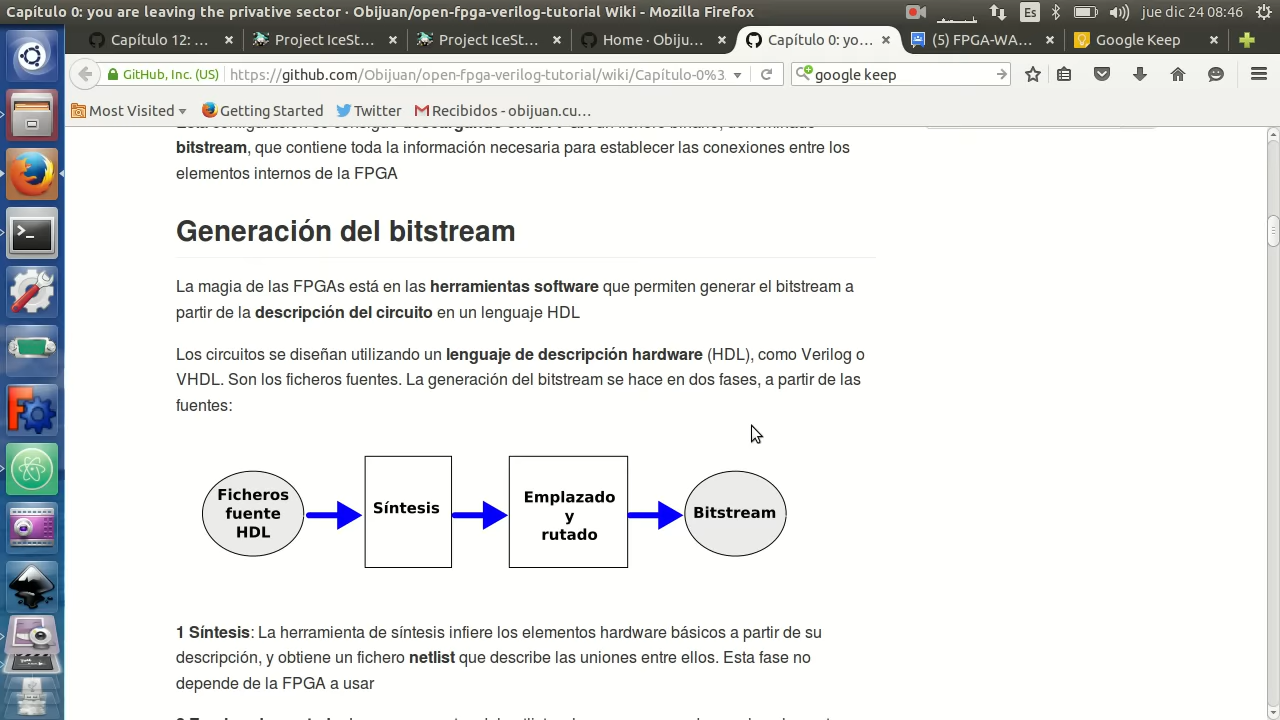 Capítulo 0: you are leaving the privative sector · Obijuan/open-fpga-verilog-tutorial Wiki - Mozilla Firefox
Es
jue dic 24 08:46
Capítulo 12: ... ×
Project IceSt... ×
Project IceSt... ×
Home · Obiju... ×
Capítulo 0: yo... ×
(5) FPGA-WA... ×
Google Keep ×
GitHub, Inc. (US)
https://github.com/Obijuan/open-fpga-verilog-tutorial/wiki/Capítulo-0%3.
google keep
Most Visited
Getting Started
Twitter
Recibidos - obijuan.cu...
bitstream, que contiene toda la información necesaria para establecer las conexiones entre los
elementos internos de la FPGA
Generación del bitstream
La magia de las FPGAs está en las herramientas software que permiten generar el bitstream a
partir de la descripción del circuito en un lenguaje HDL
Los circuitos se diseñan utilizando un lenguaje de descripción hardware (HDL), como Verilog o
VHDL. Son los ficheros fuentes. La generación del bitstream se hace en dos fases, a partir de las
fuentes:
Ficheros
fuente
HDL
Síntesis
Emplazado
y
rutado
Bitstream
1 Síntesis: La herramienta de síntesis infiere los elementos hardware básicos a partir de su
descripción, y obtiene un fichero netlist que describe las uniones entre ellos. Esta fase no
depende de la FPGA a usar